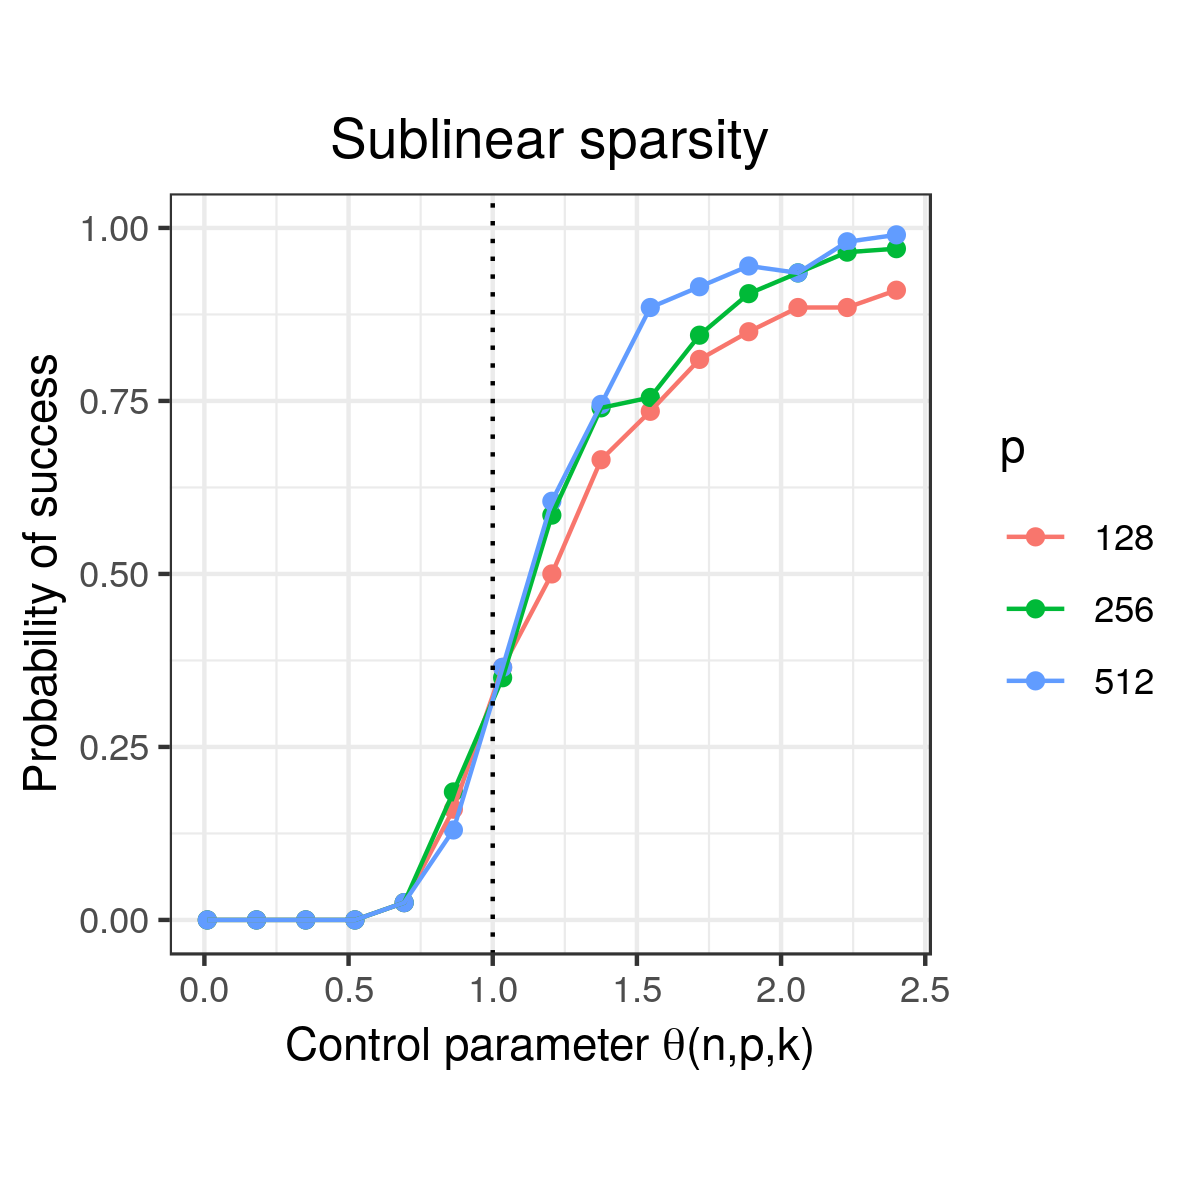 Sublinear sparsity
Probability of success
1.00
0.75
0.50
0.25
0.00
0.0 0.5 1.0 1.5 2.0 2.5
Control parameter θ(n,p,k)
p
128
256
512